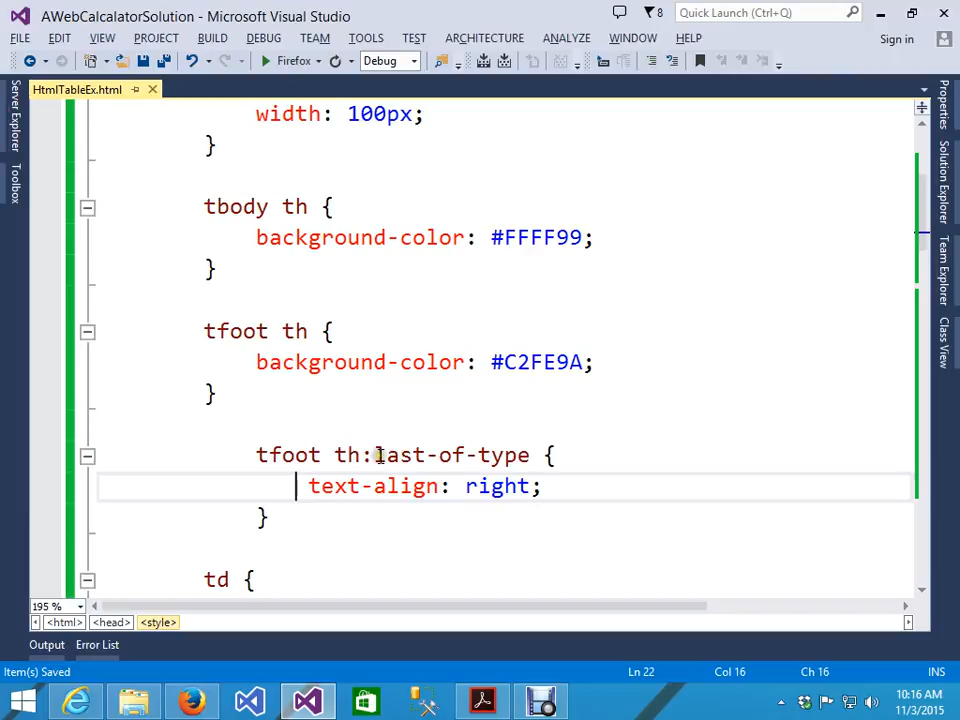 AWebCalcalatorSolution - Microsoft Visual Studio
8
Quick Launch (Ctrl+Q)
FILE EDIT VIEW PROJECT BUILD DEBUG TEAM TOOLS TEST ARCHITECTURE ANALYZE WINDOW HELP
Sign in
Firefox
Debug
HtmlTableEx.html
Server Explorer
Toolbox
Properties
Solution Explorer
Team Explorer
Class View
width: 100px;
}
tbody th {
background-color: #FFFF99;
}
tfoot th {
background-color: #C2FE9A;
}
tfoot th:last-of-type {
text-align: right;
}
td {
195 %
<html> <head> <style>
Output Error List
Item(s) Saved
Ln 22
Col 16
Ch 16
INS
10:16 AM
11/3/2015